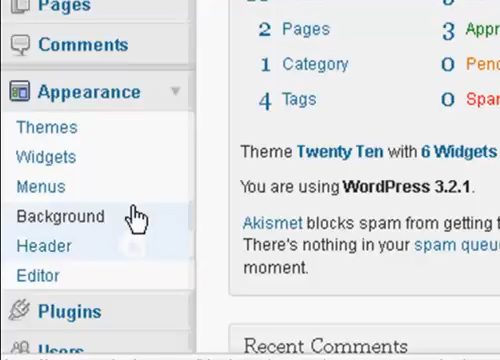 Pages
Comments
Appearance
Themes
Widgets
Menus
Background
Header
Editor
Plugins
Users
2 Pages 3
1 Category 0
4 Tags 0
Theme Twenty Ten with 6 Widgets
You are using WordPress 3.2.1.
Akismet blocks spam from getting
There's nothing in your spam
moment.
Recent Comments